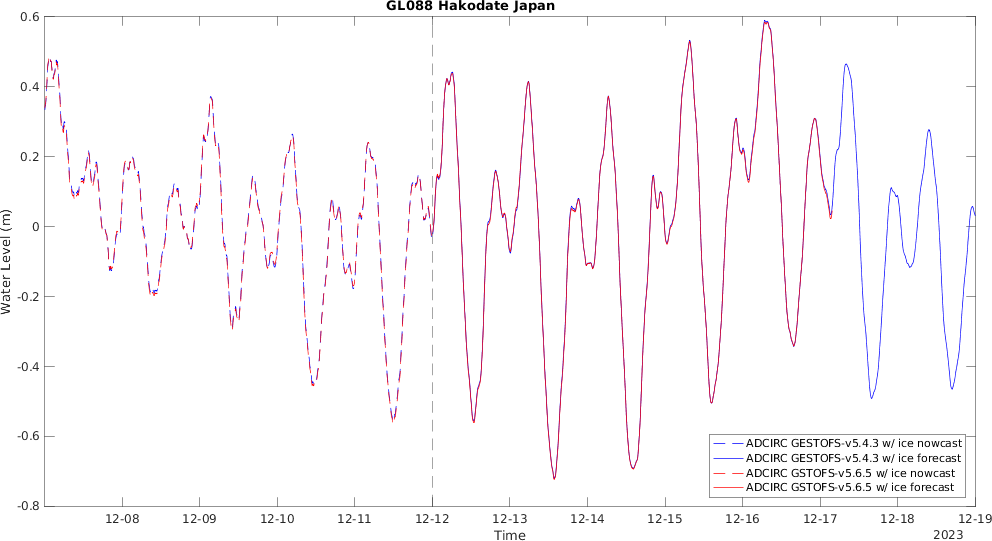 GL088 Hakodate Japan
Water Level (m)
0.6
0.4
0.2
0
-0.2
-0.4
-0.6
-0.8
ADCIRC GESTOFS-v5.4.3 w/ ice nowcast
ADCIRC GESTOFS-v5.4.3 w/ ice forecast
ADCIRC GSTOFS-v5.6.5 w/ ice nowcast
ADCIRC GSTOFS-v5.6.5 w/ ice forecast
12-08 12-09 12-10 12-11 12-12 12-13 12-14 12-15 12-16 12-17 12-18 12-19
Time
2023